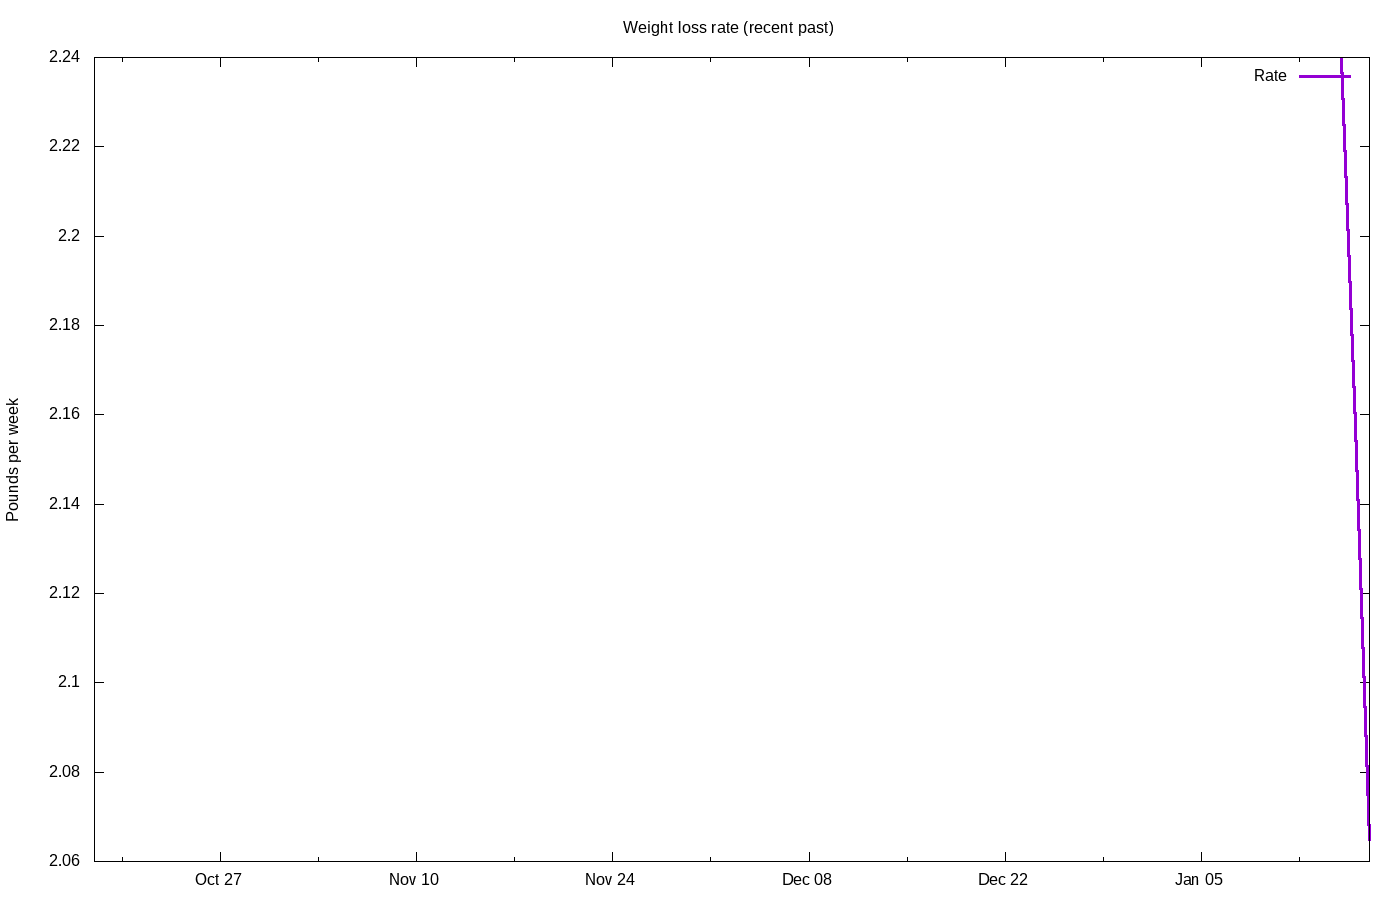 Weight loss rate (recent past)
Rate
2.24
2.22
2.2
2.18
2.16
2.14
2.12
2.1
2.08
2.06
Pounds per week
Oct 27 Nov 10 Nov 24 Dec 08 Dec 22 Jan 05